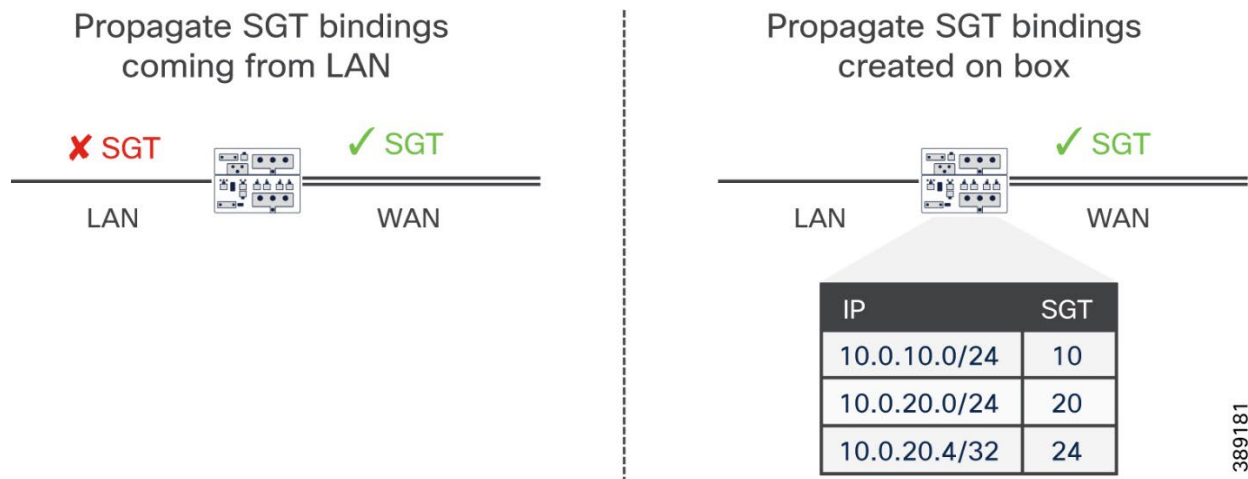 Propagate SGT bindings
coming from LAN
✘ SGT
✓ SGT
LAN
WAN
Propagate SGT bindings
created on box
✓ SGT
LAN
WAN
IP SGT
10.0.10.0/24 10
10.0.20.0/24 20
10.0.20.4/32 24
389181